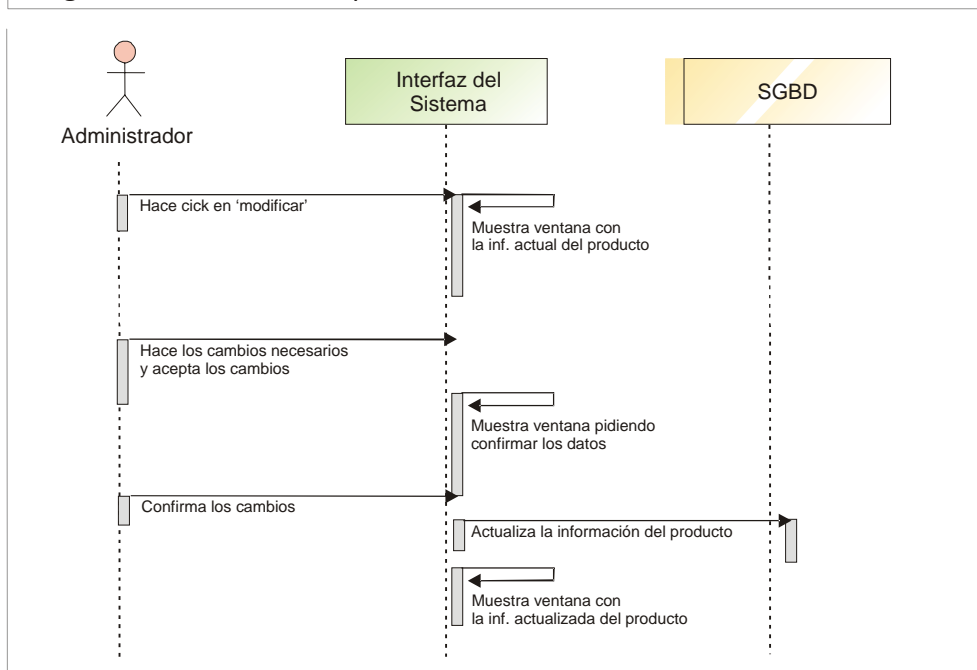 Interfaz del
Sistema
SGBD
Administrador
Hace cick en ‘modificar’
Muestra ventana con
la inf. actual del producto
Hace los cambios necesarios
y acepta los cambios
Muestra ventana pidiendo
confirmar los datos
Confirma los cambios
Actualiza la información del producto
Muestra ventana con
la inf. actualizada del producto